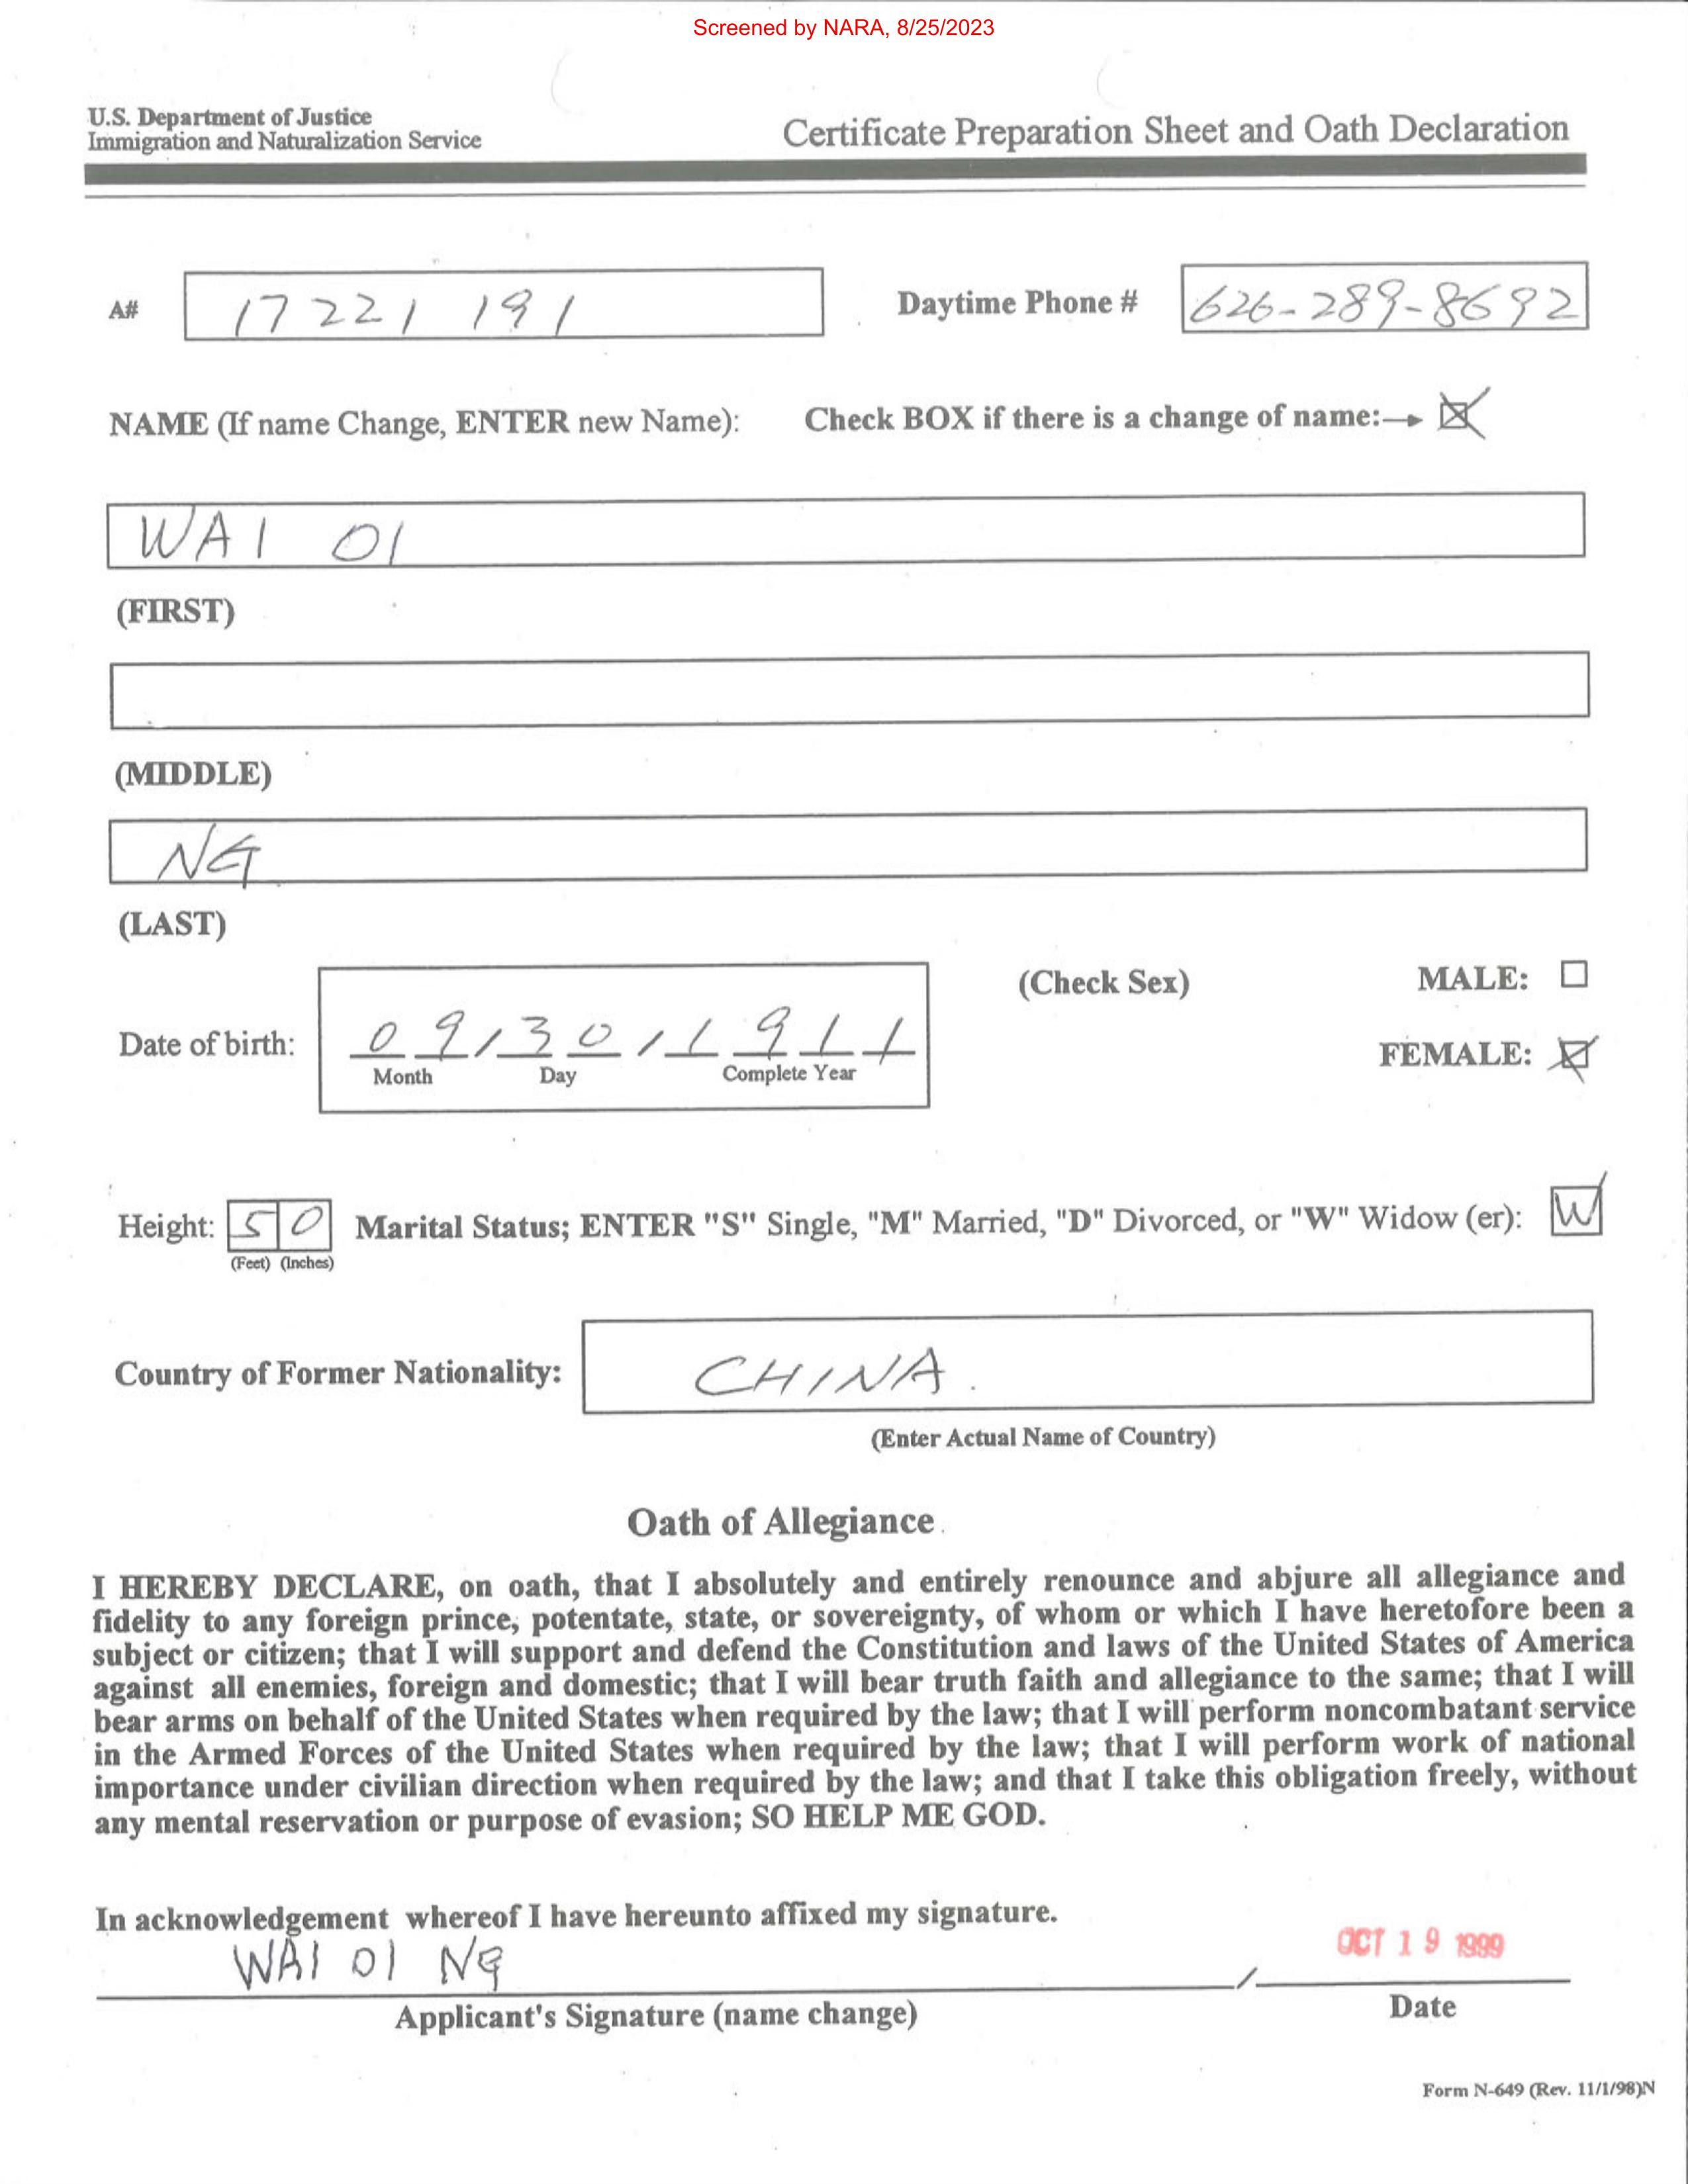 Screened by NARA, 8/25/2023
U.S. Department of Justice
Immigration and Naturalization Service
Certificate Preparation Sheet and Oath Declaration
A# 17 221 191 Daytime Phone # 626-289-8692
NAME (If name Change, ENTER new Name): Check BOX if there is a change of name:→
WAI OI
(FIRST)
(MIDDLE)
NG
(LAST)
(Check Sex) MALE:
Date of birth: 09/30/1911
Month Day Complete Year
FEMALE:
Height: 5 0 Marital Status; ENTER "S" Single, "M" Married, "D" Divorced, or "W" Widow (er): W
(Feet) (Inches)
Country of Former Nationality: CHINA.
(Enter Actual Name of Country)
Oath of Allegiance
I HEREBY DECLARE, on oath, that I absolutely and entirely renounce and abjure all allegiance and
fidelity to any foreign prince, potentate, state, or sovereignty, of whom or which I have heretofore been a
subject or citizen; that I will support and defend the Constitution and laws of the United States of America
against all enemies, foreign and domestic; that I will bear truth faith and allegiance to the same; that I will
bear arms on behalf of the United States when required by the law; that I will perform noncombatant service
in the Armed Forces of the United States when required by the law; that I will perform work of national
importance under civilian direction when required by the law; and that I take this obligation freely, without
any mental reservation or purpose of evasion; SO HELP ME GOD.
In acknowledgement whereof I have hereunto affixed my signature.
WAI OI NG / OCT 19 1999
Applicant's Signature (name change) Date
Form N-649 (Rev. 11/1/98)N